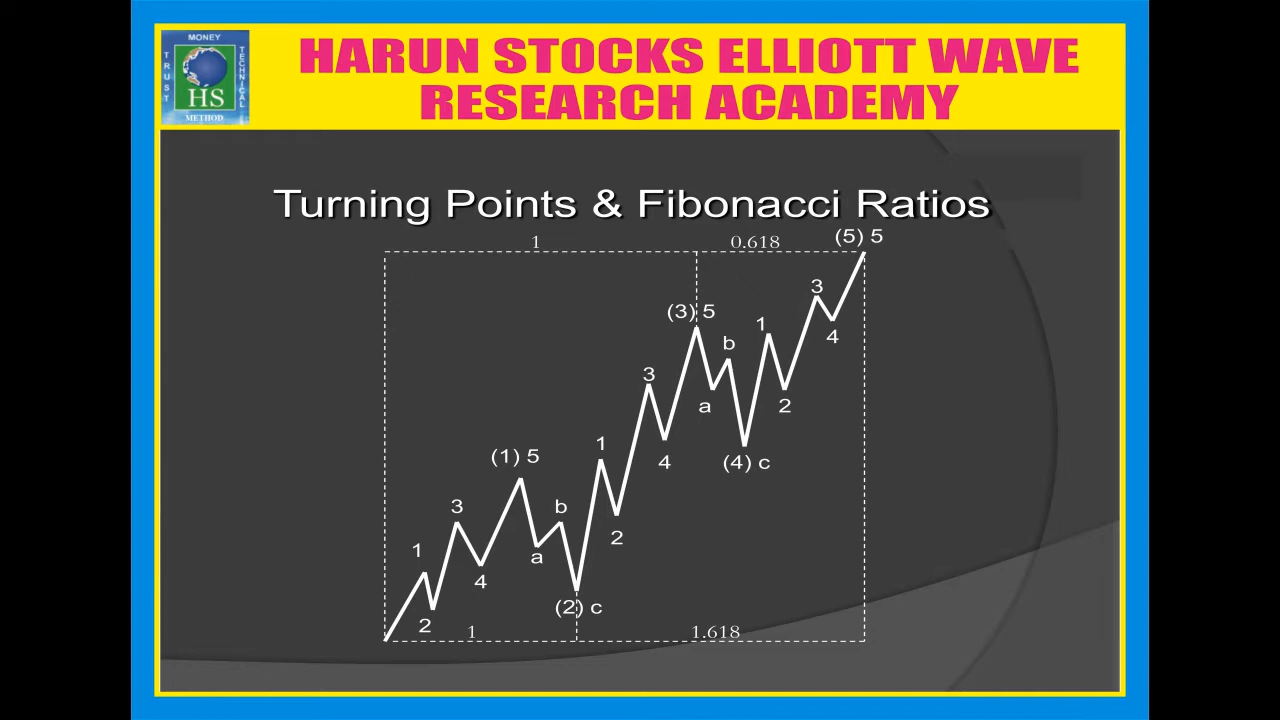 MONEY
TRUST
TECHNICAL
HS
METHOD
HARUN STOCKS ELLIOTT WAVE
RESEARCH ACADEMY
Turning Points & Fibonacci Ratios
1
0.618
(5) 5
3
4
(3) 5
b
1
a
2
3
4
(4) c
(1) 5
1
3
b
2
1
a
4
(2) c
2
1
1.618